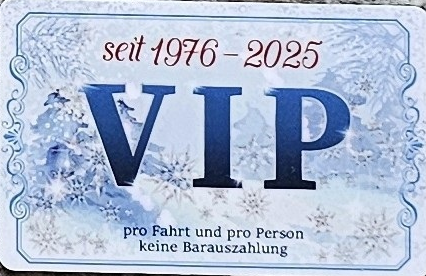 seit 1976 – 2025
VIP
pro Fahrt und pro Person
keine Barauszahlung